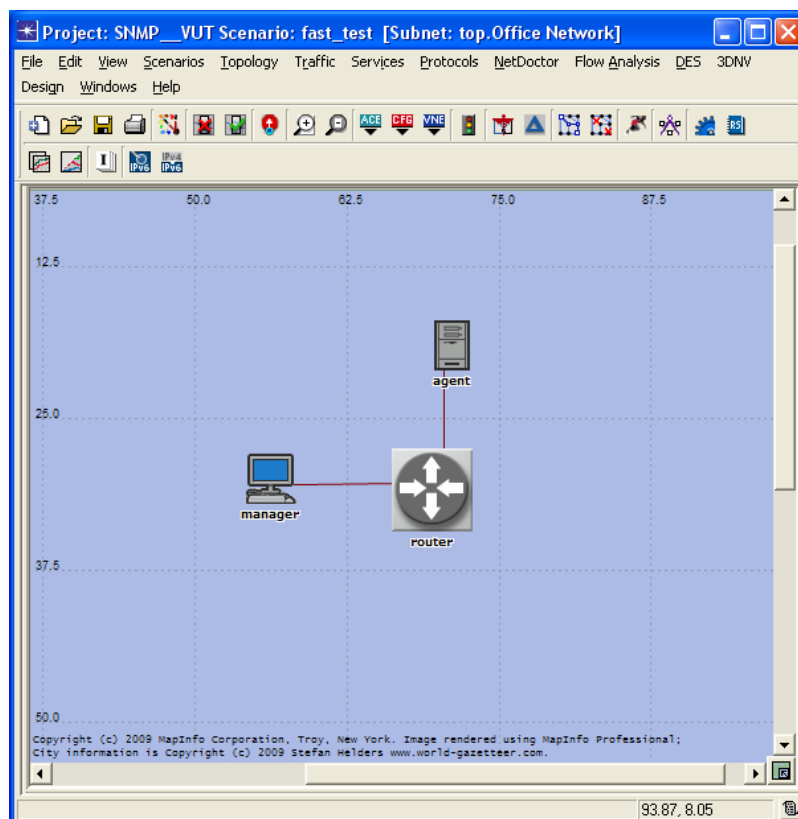 Project: SNMP__VUT Scenario: fast_test [Subnet: top.Office Network]
File Edit View Scenarios Topology Traffic Services Protocols NetDoctor Flow Analysis DES 3DNV
Design Windows Help
ACE CFG VNE RS
IPv6 IPv4 IPv6
37.5 50.0 62.5 75.0 87.5
12.5
agent
25.0
manager
router
37.5
50.0
Copyright (c) 2009 MapInfo Corporation, Troy, New York. Image rendered using MapInfo Professional;
City information is Copyright (c) 2009 Stefan Helders www.world-gazetteer.com.
93.87, 8.05